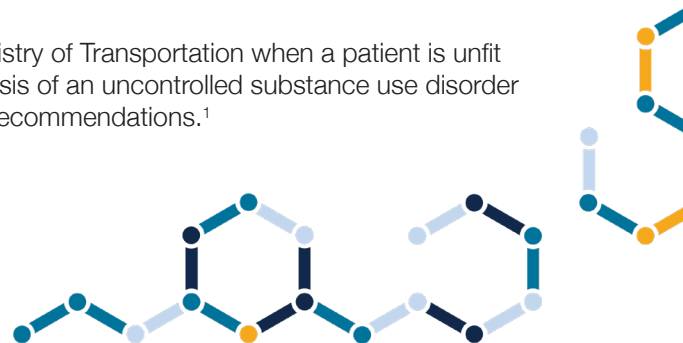 istry of Transportation when a patient is unfit
sis of an uncontrolled substance use disorder
ecommendations.¹